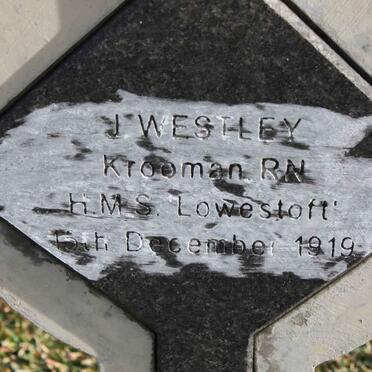 J WESTLEY
Krooman. RN
H.M.S. 'Lowestoft'
15th December 1919